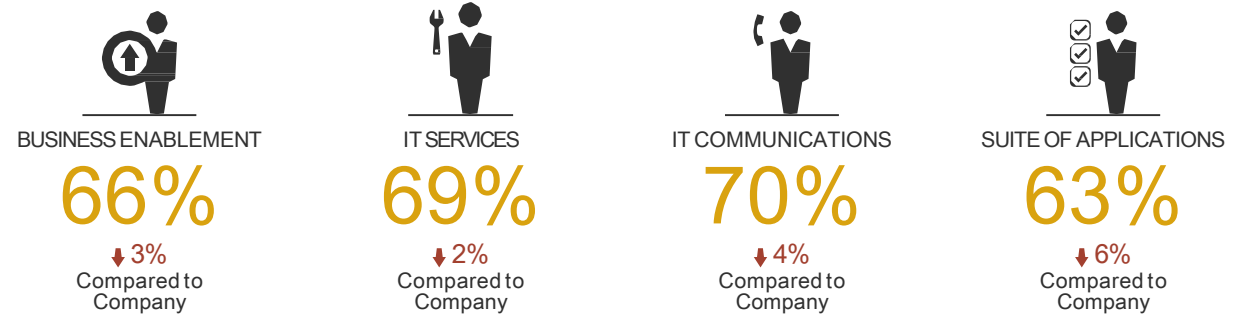 BUSINESS ENABLEMENT
66%
3%
Compared to
Company
IT SERVICES
69%
2%
Compared to
Company
IT COMMUNICATIONS
70%
4%
Compared to
Company
SUITE OF APPLICATIONS
63%
6%
Compared to
Company